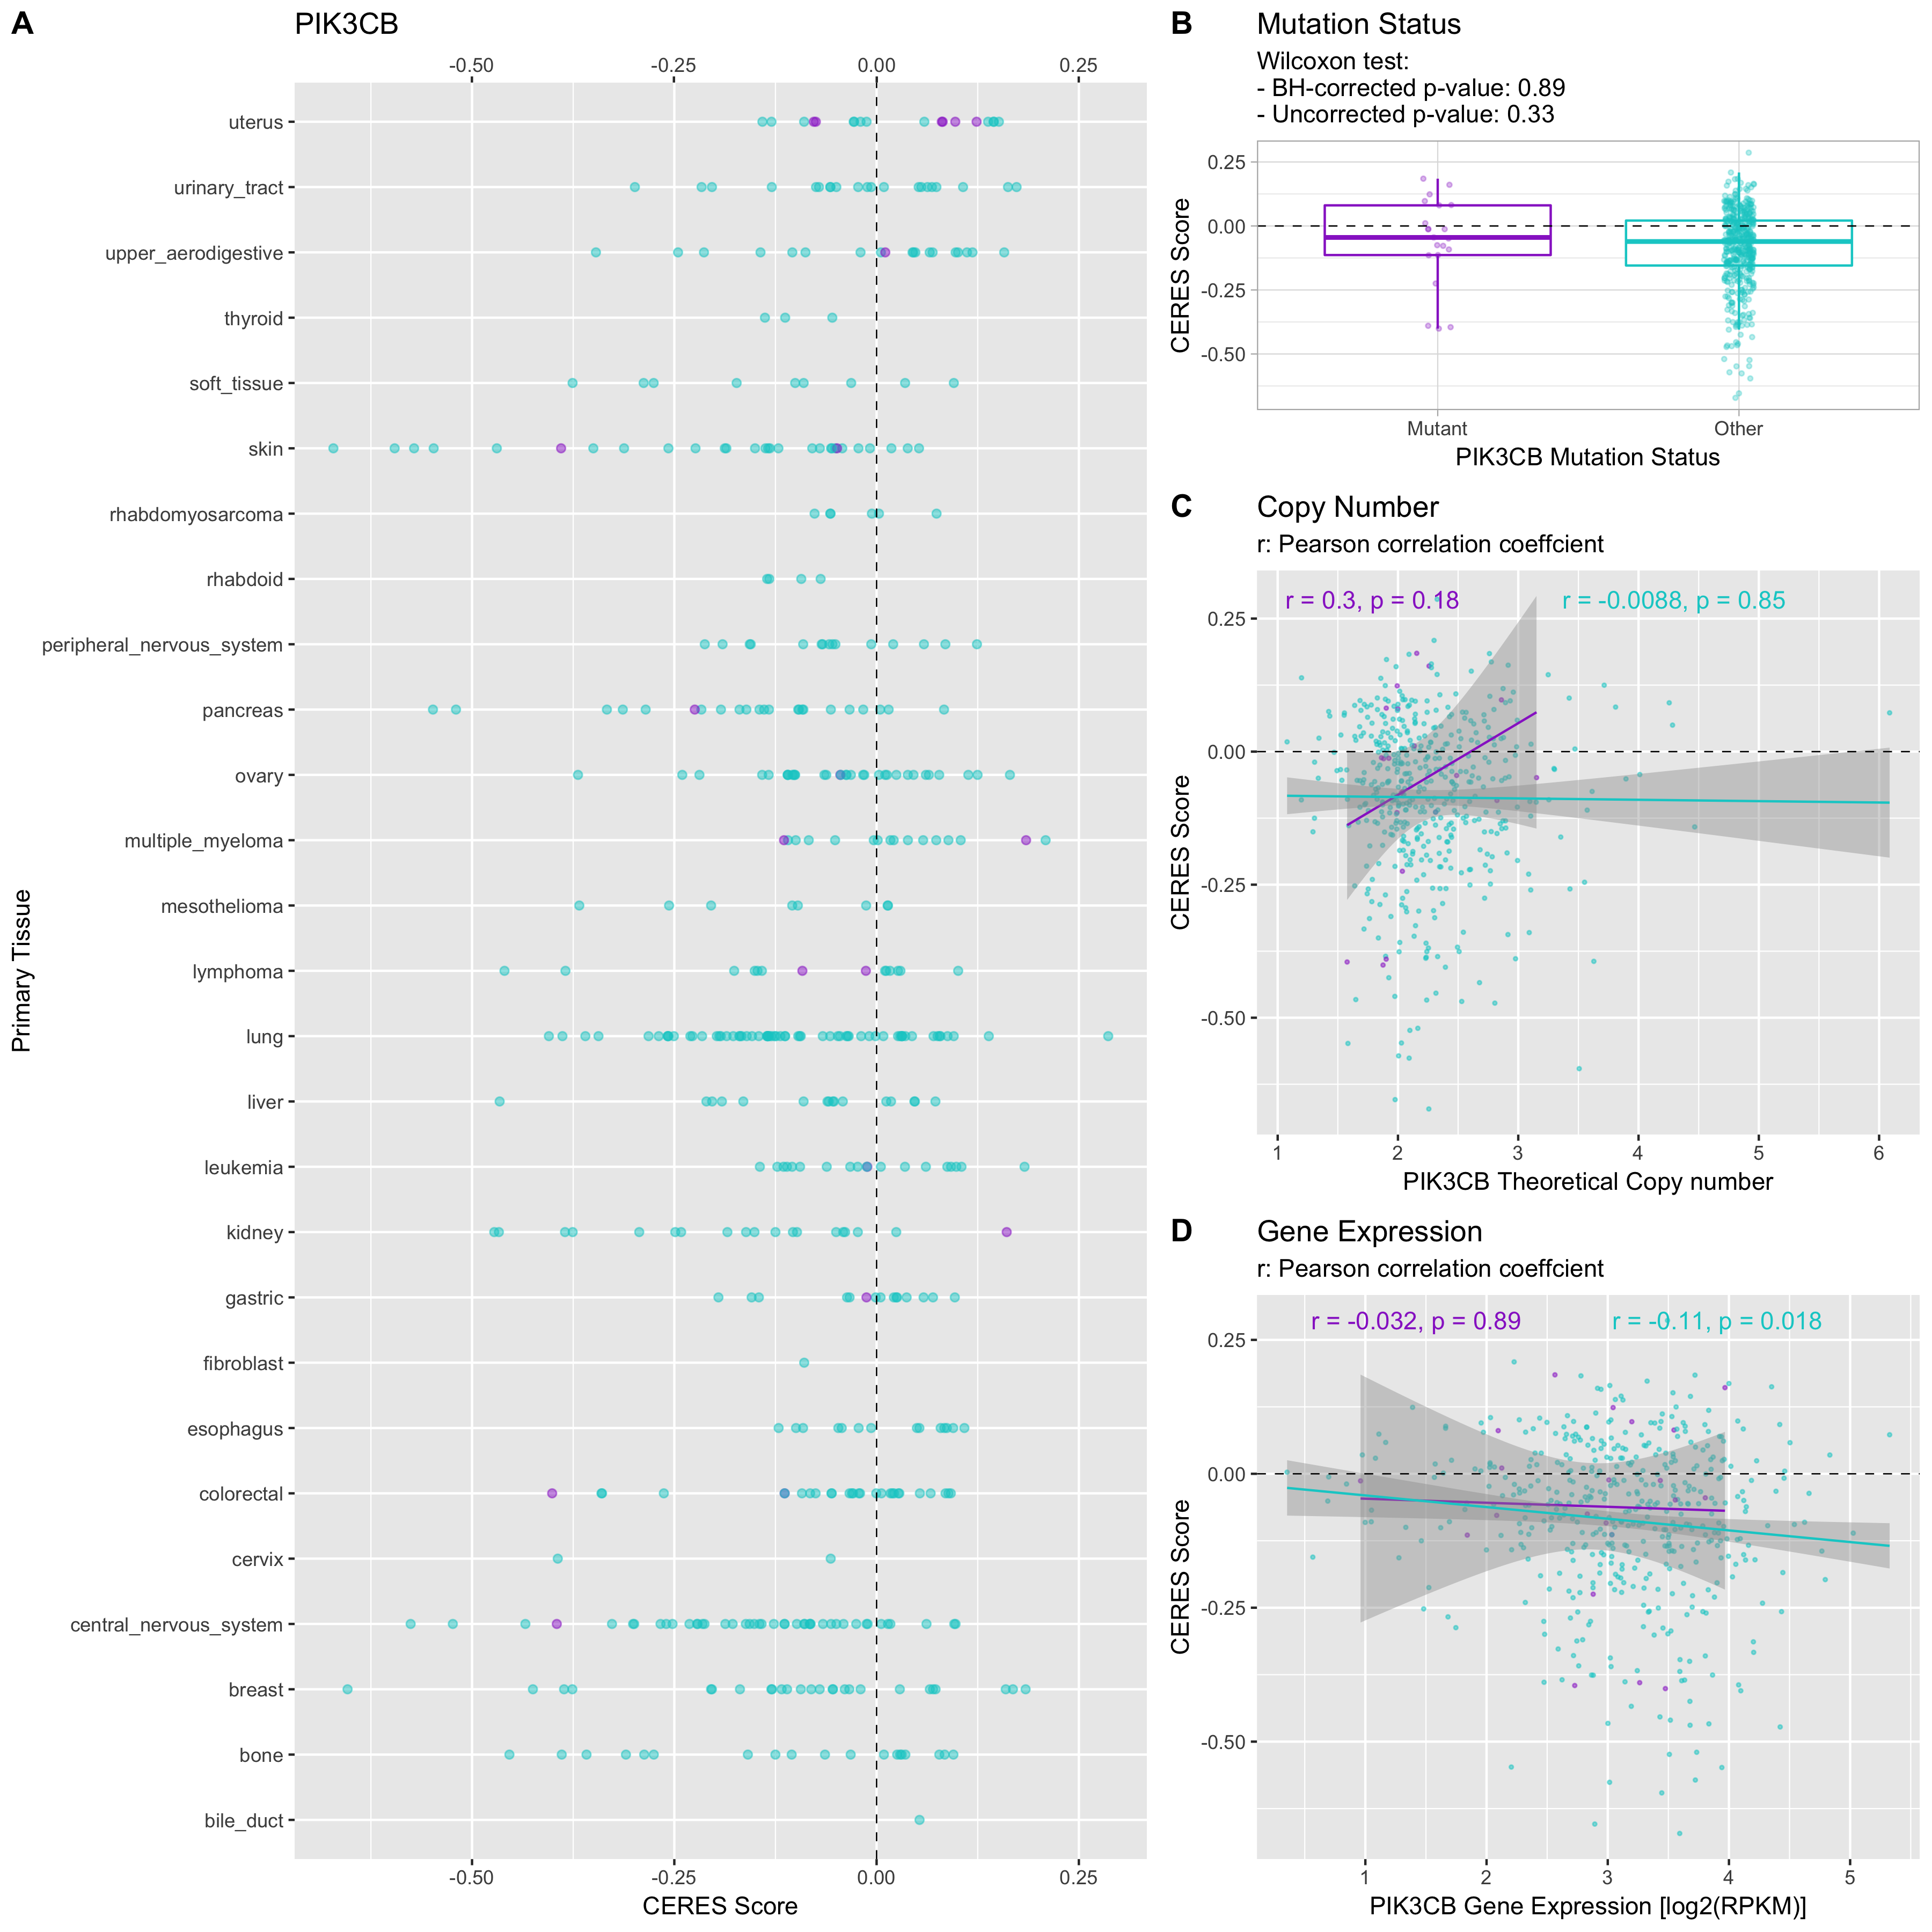 A
PIK3CB
-0.50 -0.25 0.00 0.25
uterus
urinary_tract
upper_aerodigestive
thyroid
soft_tissue
skin
rhabdomyosarcoma
rhabdoid
peripheral_nervous_system
pancreas
ovary
multiple_myeloma
mesothelioma
lymphoma
lung
liver
leukemia
kidney
gastric
fibroblast
esophagus
colorectal
cervix
central_nervous_system
breast
bone
bile_duct
Primary Tissue
-0.50 -0.25 0.00 0.25
CERES Score
B
Mutation Status
Wilcoxon test:
- BH-corrected p-value: 0.89
- Uncorrected p-value: 0.33
0.25
0.00
-0.25
-0.50
CERES Score
Mutant Other
PIK3CB Mutation Status
C
Copy Number
r: Pearson correlation coeffcient
r = 0.3, p = 0.18 r = -0.0088, p = 0.85
0.25
0.00
-0.25
-0.50
CERES Score
1 2 3 4 5 6
PIK3CB Theoretical Copy number
D
Gene Expression
r: Pearson correlation coeffcient
r = -0.032, p = 0.89 r = -0.11, p = 0.018
0.25
0.00
-0.25
-0.50
CERES Score
1 2 3 4 5
PIK3CB Gene Expression [log2(RPKM)]